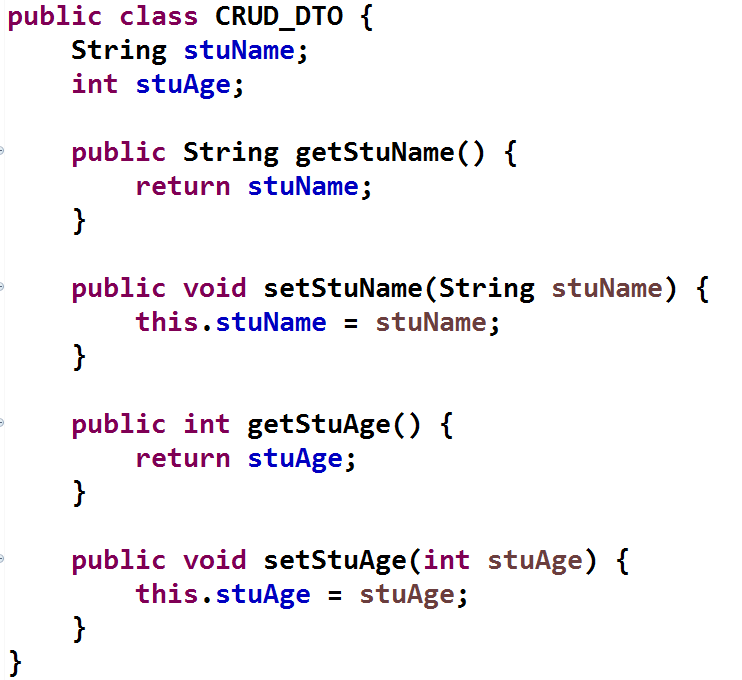 public class CRUD_DTO {
    String stuName;
    int stuAge;

    public String getStuName() {
        return stuName;
    }

    public void setStuName(String stuName) {
        this.stuName = stuName;
    }

    public int getStuAge() {
        return stuAge;
    }

    public void setStuAge(int stuAge) {
        this.stuAge = stuAge;
    }
}